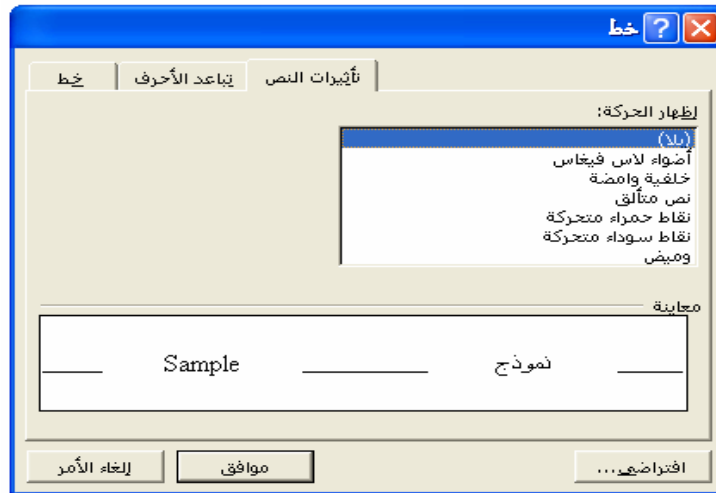 خط
تأثيرات النص تباعد الأحرف خط
إظهار الحركة:
(بلا)
أضواء لاس فيغاس
خلفية وامضة
نص متألق
نقاط حمراء متحركة
نقاط سوداء متحركة
وميض
معاينة
نموذج Sample
افتراضي... موافق إلغاء الأمر